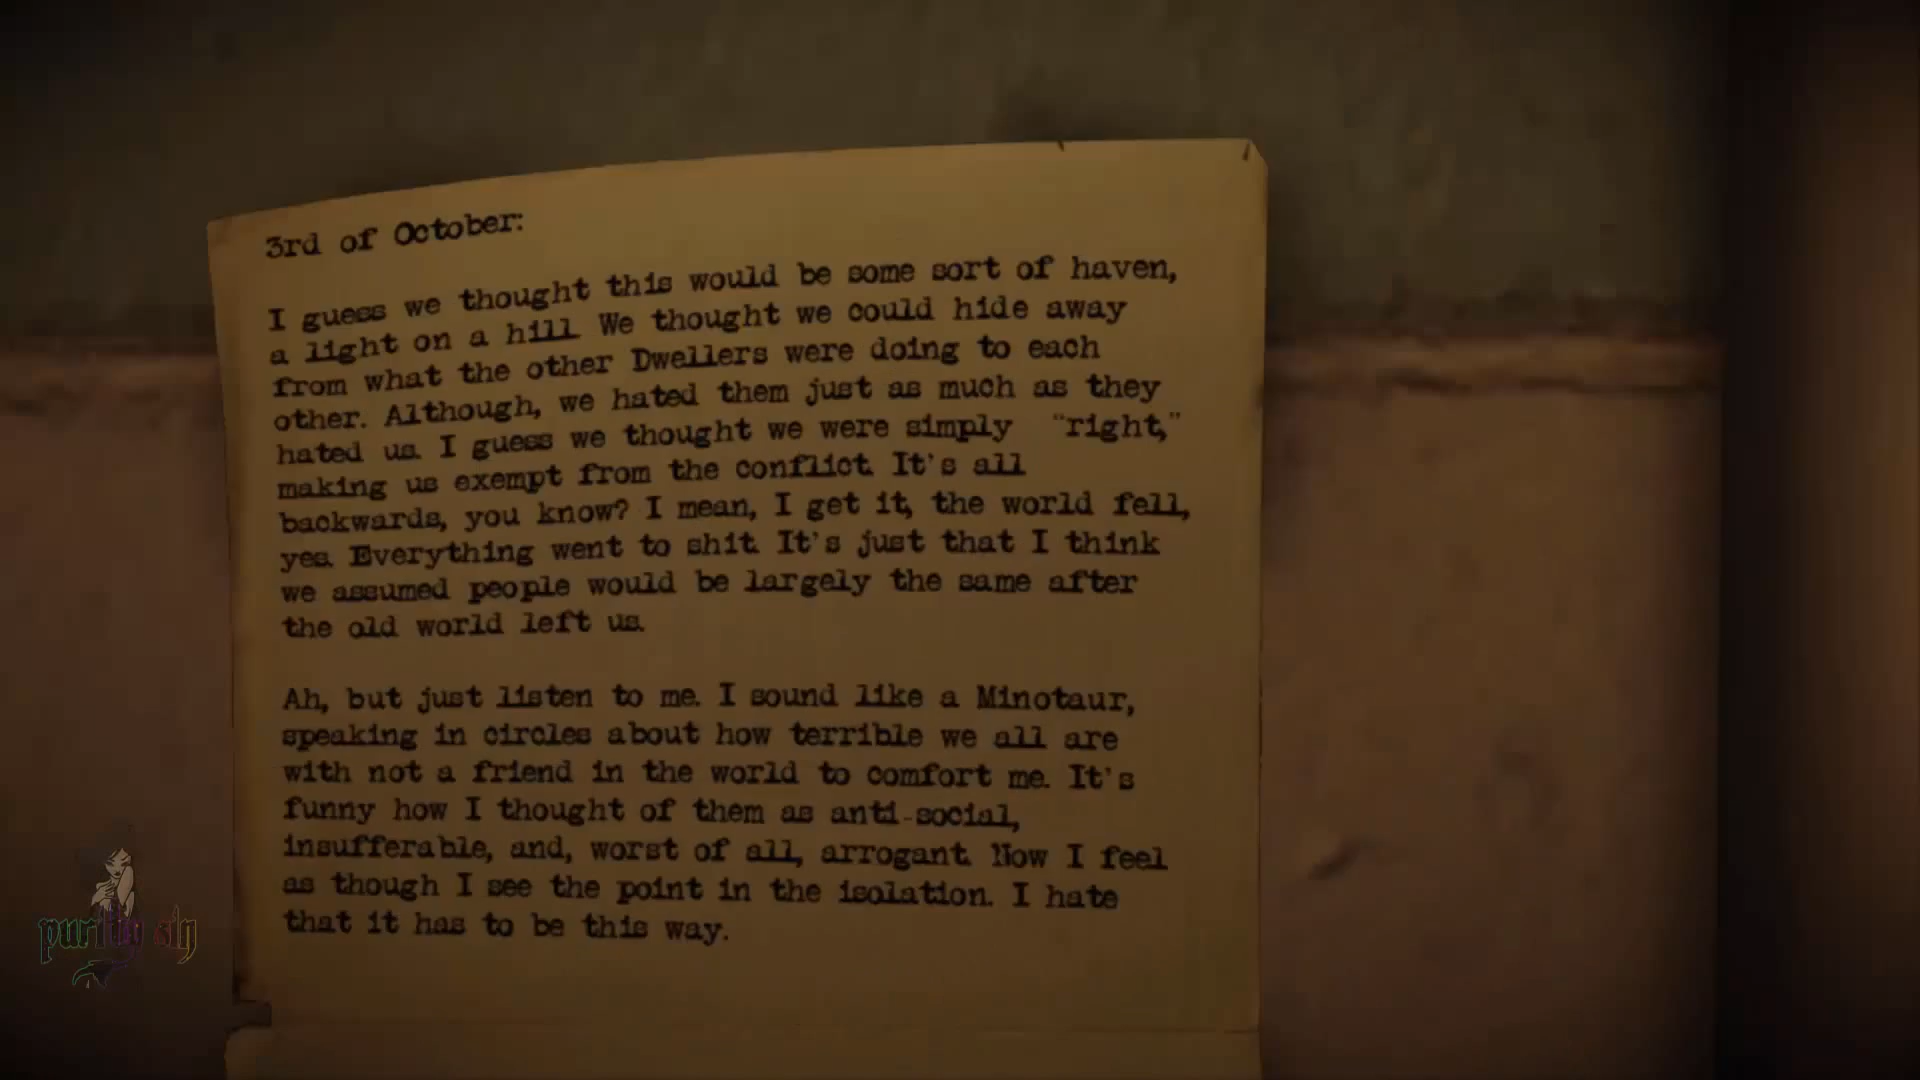 3rd of October:
I guess we thought this would be some sort of haven,
a light on a hill. We thought we could hide away
from what the other Dwellers were doing to each
other. Although, we hated them just as much as they
hated us. I guess we thought we were simply "right,"
making us exempt from the conflict. It's all
backwards, you know? I mean, I get it, the world fell,
yes. Everything went to shit. It's just that I think
we assumed people would be largely the same after
the old world left us.
Ah, but just listen to me. I sound like a Minotaur,
speaking in circles about how terrible we all are
with not a friend in the world to comfort me. It's
funny how I thought of them as anti-social,
insufferable, and, worst of all, arrogant. Now I feel
as though I see the point in the isolation. I hate
that it has to be this way.
purity sin